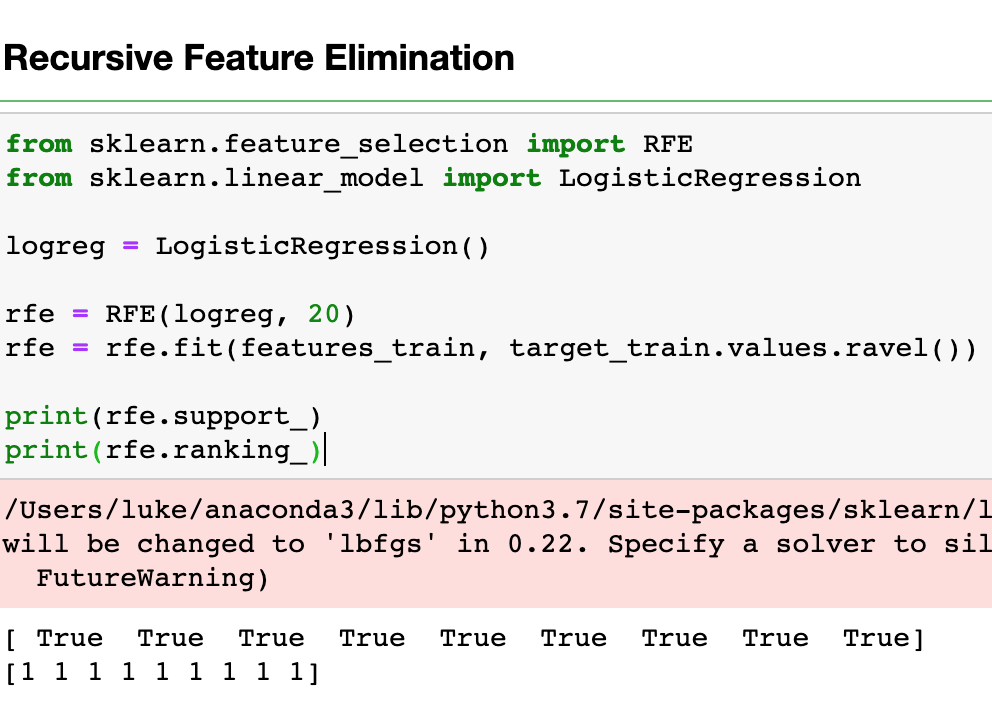 Recursive Feature Elimination
from sklearn.feature_selection import RFE
from sklearn.linear_model import LogisticRegression
logreg = LogisticRegression()
rfe = RFE(logreg, 20)
rfe = rfe.fit(features_train, target_train.values.ravel())
print(rfe.support_)
print(rfe.ranking_)
/Users/luke/anaconda3/lib/python3.7/site-packages/sklearn/l
will be changed to 'lbfgs' in 0.22. Specify a solver to sil
FutureWarning)
[ True  True  True  True  True  True  True  True  True]
[1 1 1 1 1 1 1 1 1]